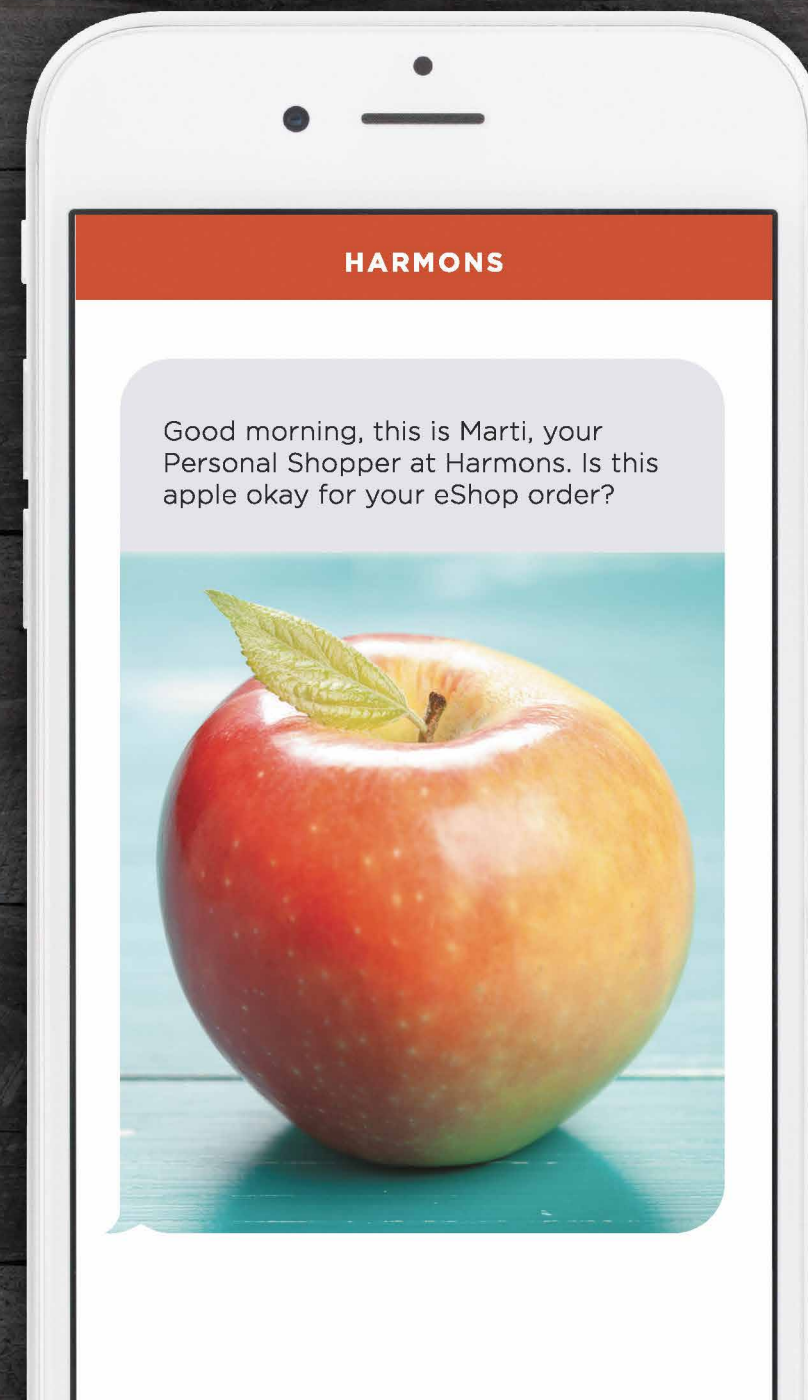 HARMONS
Good morning, this is Marti, your
Personal Shopper at Harmons. Is this
apple okay for your eShop order?